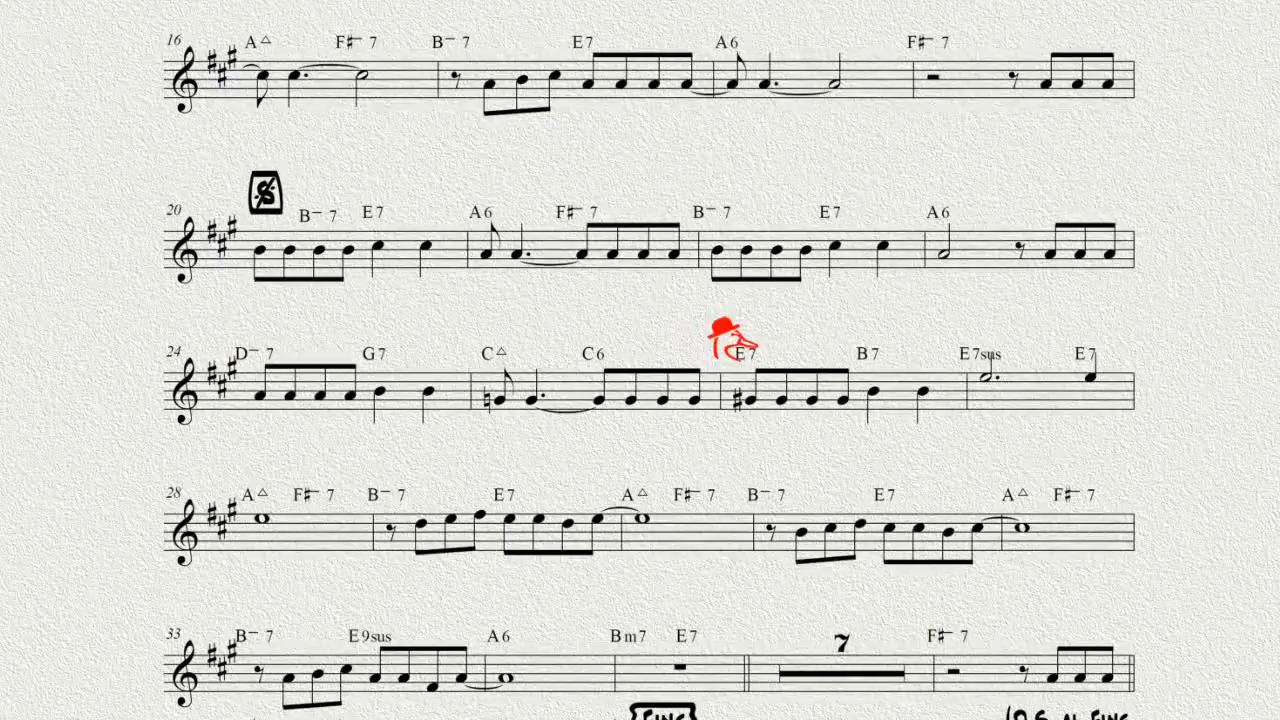 16 A△ F♯– 7 B– 7 E7 A6 F♯– 7
20 B– 7 E7 A6 F♯– 7 B– 7 E7 A6
24 D– 7 G7 C△ C6 E7 B7 E7sus E7
28 A△ F♯– 7 B– 7 E7 A△ F♯– 7 B– 7 E7 A△ F♯– 7
33 B– 7 E9sus A6 Bm7 E7 7 F♯– 7